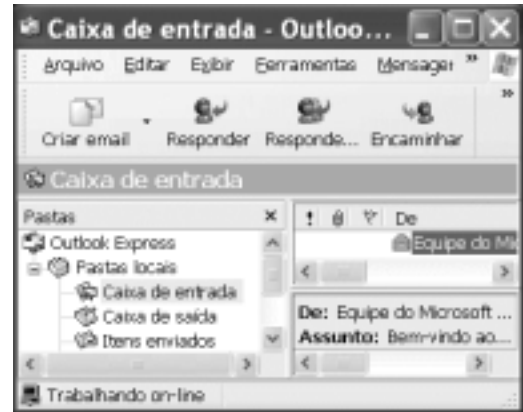 Caixa de entrada - Outloo...
Arquivo Editar Exibir Ferramentas Mensager »
Criar email Responder Responde... Encaminhar »
Caixa de entrada
Pastas × ! De
Outlook Express
Equipe do Mi
Pastas locais
Caixa de entrada
Caixa de saída
De: Equipe do Microsoft ...
Itens enviados
Assunto: Bem-vindo ao...
Trabalhando on-line